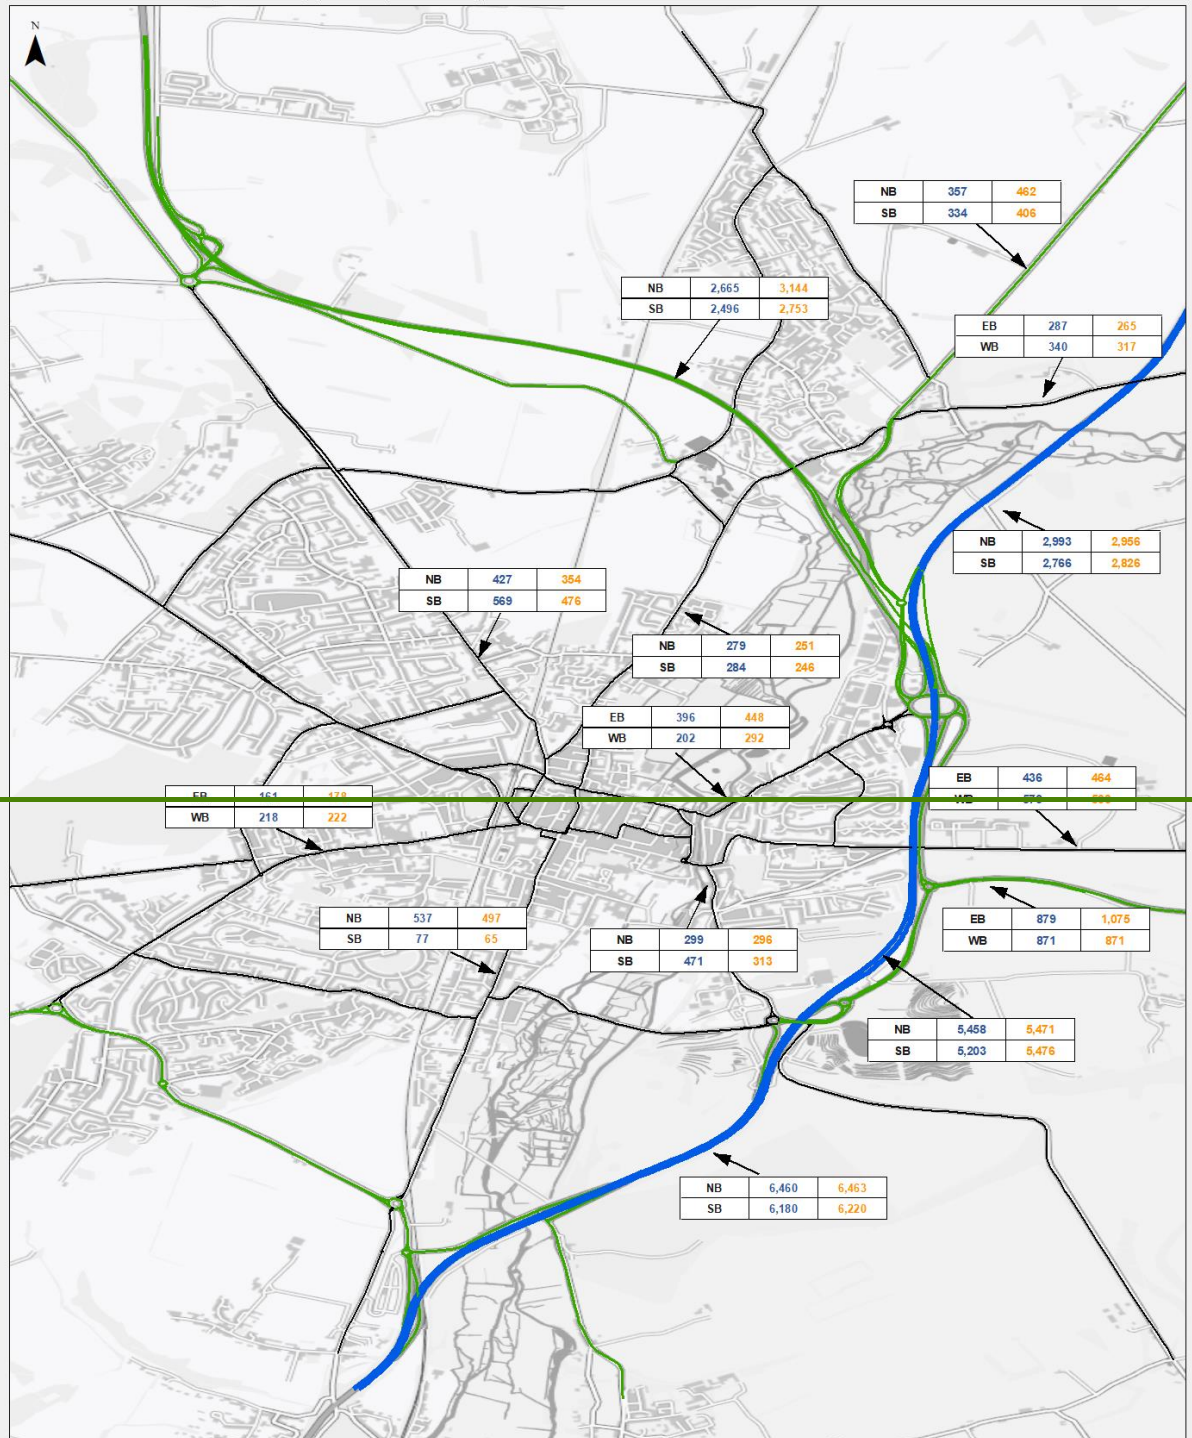 N
NB 357 462
SB 334 406
NB 2,665 3,144
SB 2,496 2,753
EB 287 265
WB 340 317
NB 2,993 2,956
SB 2,766 2,826
NB 427 354
SB 569 476
NB 279 251
SB 284 246
EB 396 448
WB 202 292
EB 436 464
WB
EB 161 178
WB 218 222
NB 537 497
SB 77 65
NB 299 296
SB 471 313
EB 879 1,075
WB 871 871
NB 5,458 5,471
SB 5,203 5,476
NB 6,460 6,463
SB 6,180 6,220